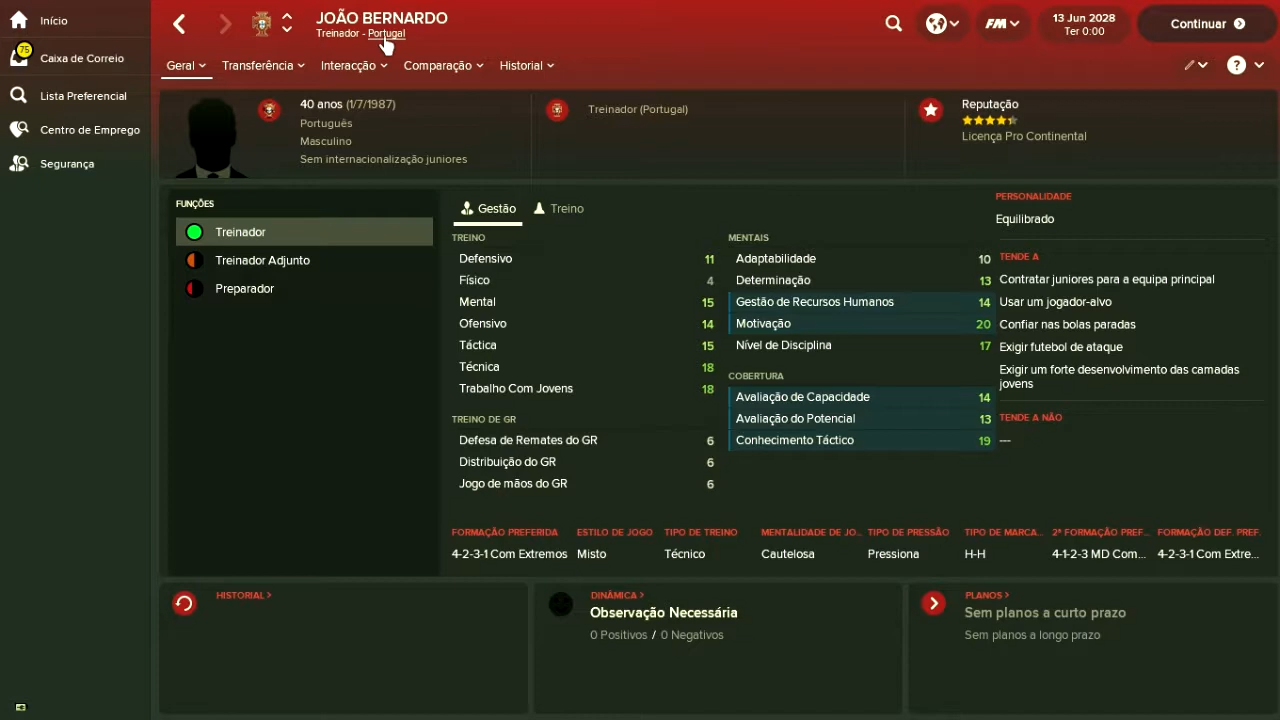 Início
75
Caixa de Correio
Lista Preferencial
Centro de Emprego
Segurança
JOÃO BERNARDO
Treinador - Portugal
FM
13 Jun 2028
Ter 0:00
Continuar
Geral
Transferência
Interacção
Comparação
Historial
?
40 anos (1/7/1987)
Português
Masculino
Sem internacionalização juniores
Treinador (Portugal)
Reputação
Licença Pro Continental
FUNÇÕES
Treinador
Treinador Adjunto
Preparador
Gestão
Treino
TREINO
Defensivo 11
Físico 4
Mental 15
Ofensivo 14
Táctica 15
Técnica 18
Trabalho Com Jovens 18
TREINO DE GR
Defesa de Remates do GR 6
Distribuição do GR 6
Jogo de mãos do GR 6
MENTAIS
Adaptabilidade 10
Determinação 13
Gestão de Recursos Humanos 14
Motivação 20
Nível de Disciplina 17
COBERTURA
Avaliação de Capacidade 14
Avaliação do Potencial 13
Conhecimento Táctico 19
PERSONALIDADE
Equilibrado
TENDE A
Contratar juniores para a equipa principal
Usar um jogador-alvo
Confiar nas bolas paradas
Exigir futebol de ataque
Exigir um forte desenvolvimento das camadas
jovens
TENDE A NÃO
---
FORMAÇÃO PREFERIDA
4-2-3-1 Com Extremos
ESTILO DE JOGO
Misto
TIPO DE TREINO
Técnico
MENTALIDADE DE JO...
Cautelosa
TIPO DE PRESSÃO
Pressiona
TIPO DE MARCA...
H-H
2ª FORMAÇÃO PREF...
4-1-2-3 MD Com...
FORMAÇÃO DEF. PREF.
4-2-3-1 Com Extre...
HISTORIAL >
DINÂMICA >
Observação Necessária
0 Positivos / 0 Negativos
PLANOS >
Sem planos a curto prazo
Sem planos a longo prazo